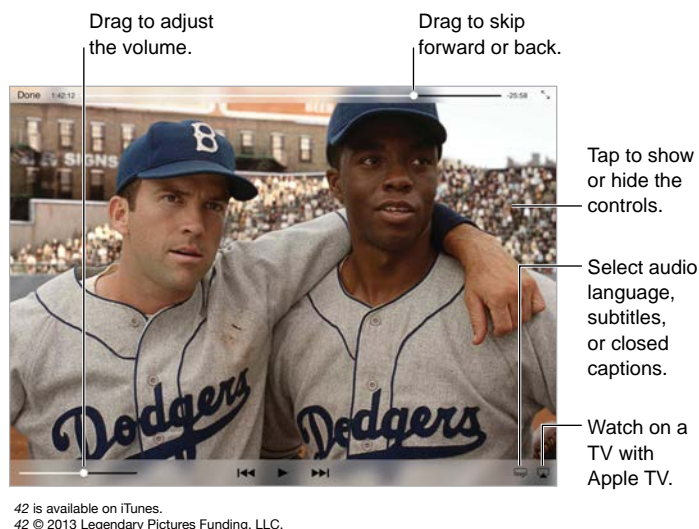 Drag to adjust
the volume.
Drag to skip
forward or back.
Done 1:42:12 -25:58
SIGNS
B
Tap to show
or hide the
controls.
Dodgers Dodgers
Select audio
language,
subtitles,
or closed
captions.
Watch on a
TV with
Apple TV.
42 is available on iTunes.
42 © 2013 Legendary Pictures Funding, LLC.